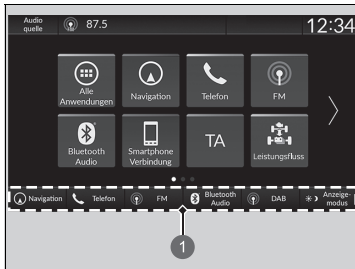 Audio
quelle
87.5
12:34
Alle
Anwendungen
Navigation
Telefon
FM
Bluetooth
Audio
Smartphone
Verbindung
TA
Leistungsfluss
Navigation
Telefon
FM
Bluetooth
Audio
DAB
Anzeige-
modus
1